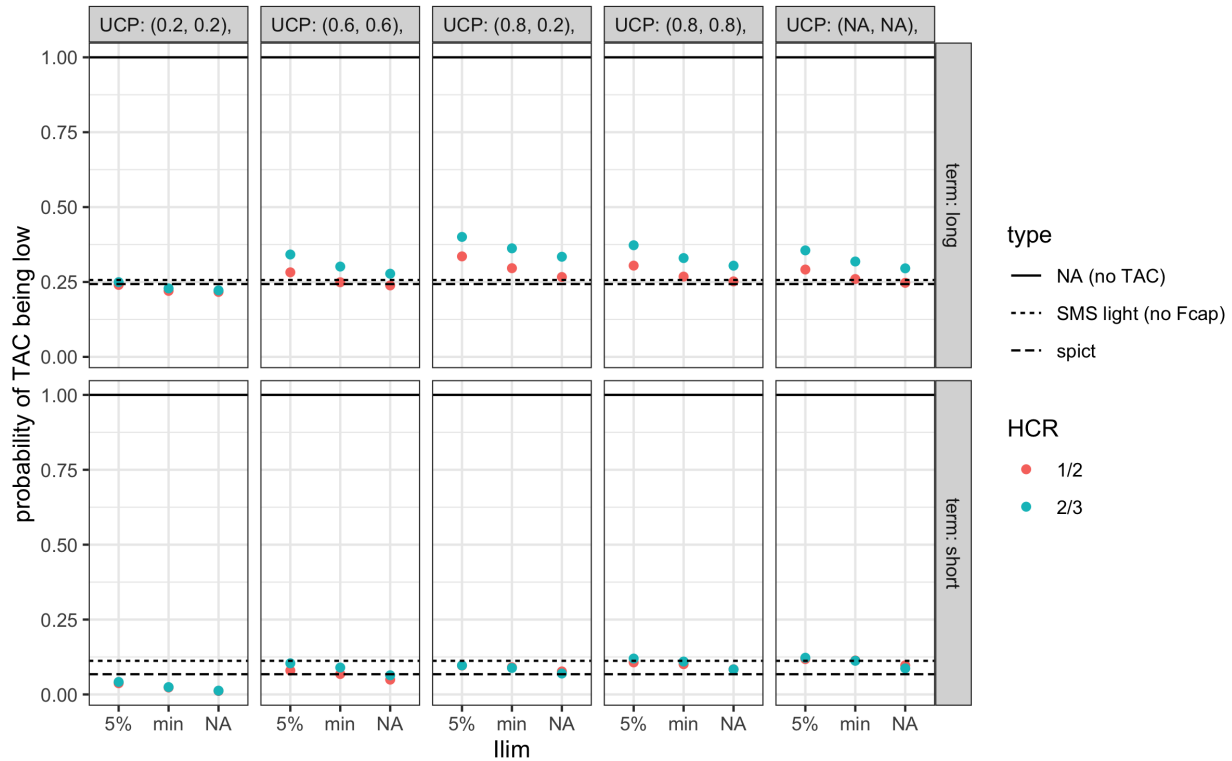 UCP: (0.2, 0.2),
UCP: (0.6, 0.6),
UCP: (0.8, 0.2),
UCP: (0.8, 0.8),
UCP: (NA, NA),
probability of TAC being low
1.00
0.75
0.50
0.25
0.00
term: long
1.00
0.75
0.50
0.25
0.00
term: short
5% min NA
5% min NA
5% min NA
5% min NA
5% min NA
Ilim
type
NA (no TAC)
SMS light (no Fcap)
spict
HCR
1/2
2/3